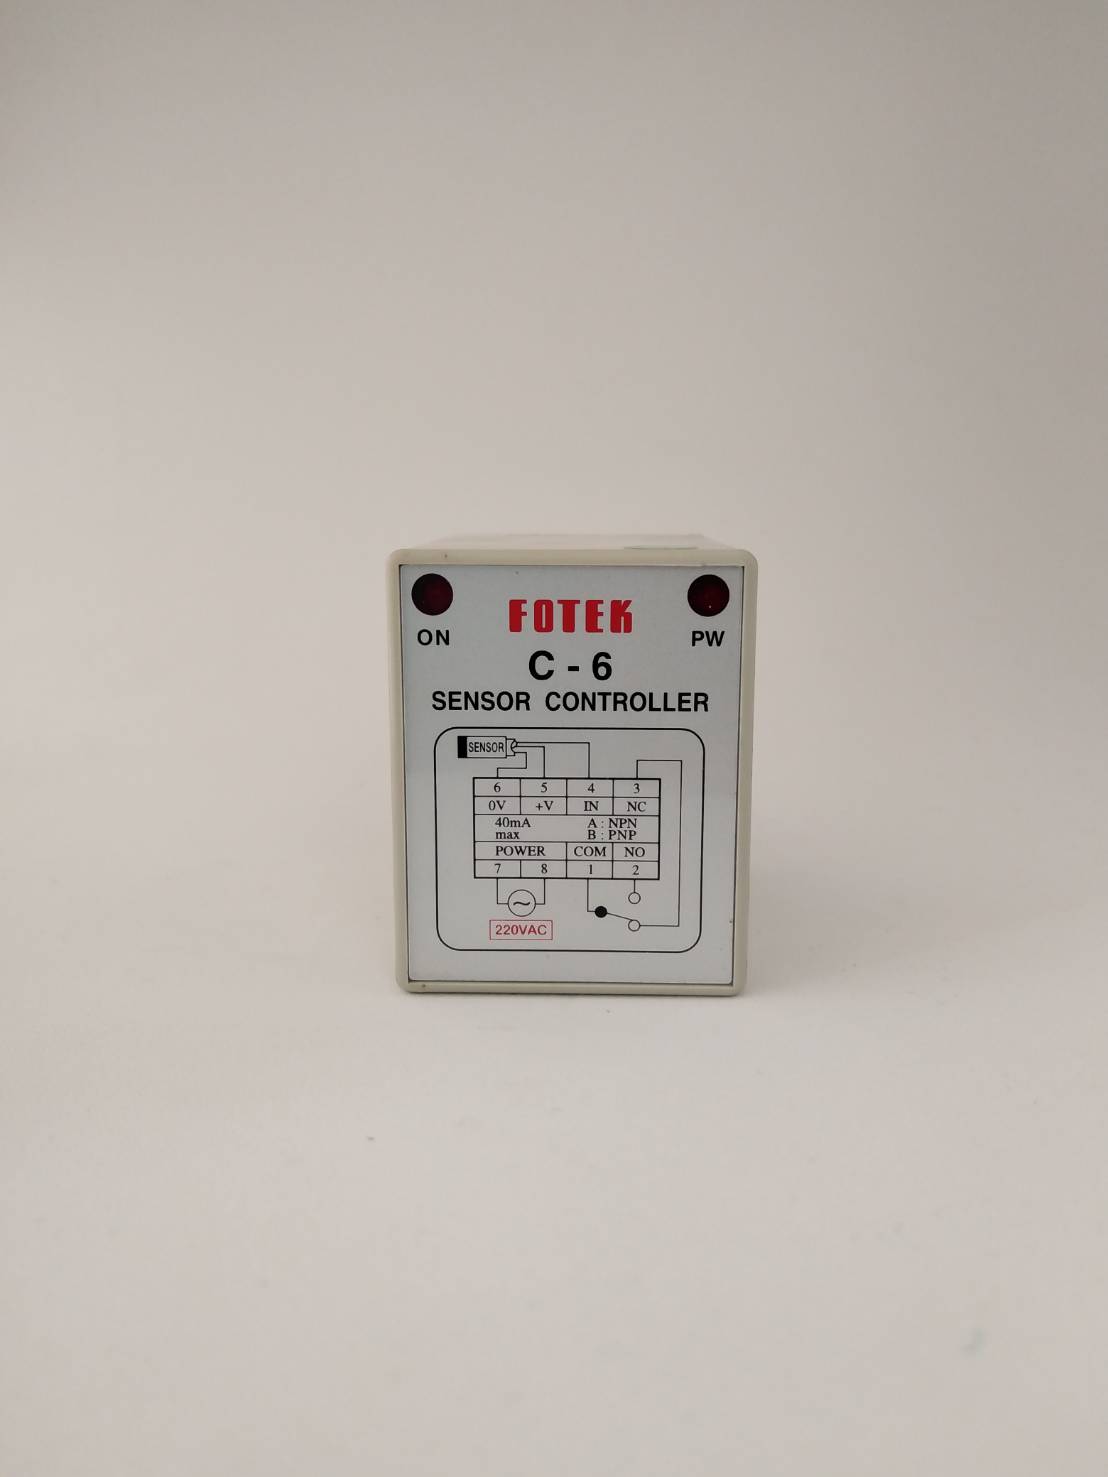 FOTEK
ON PW
C - 6
SENSOR CONTROLLER
SENSOR
6 5 4 3
0V +V IN NC
40mA A : NPN
max B : PNP
POWER COM NO
7 8 1 2
~
220VAC